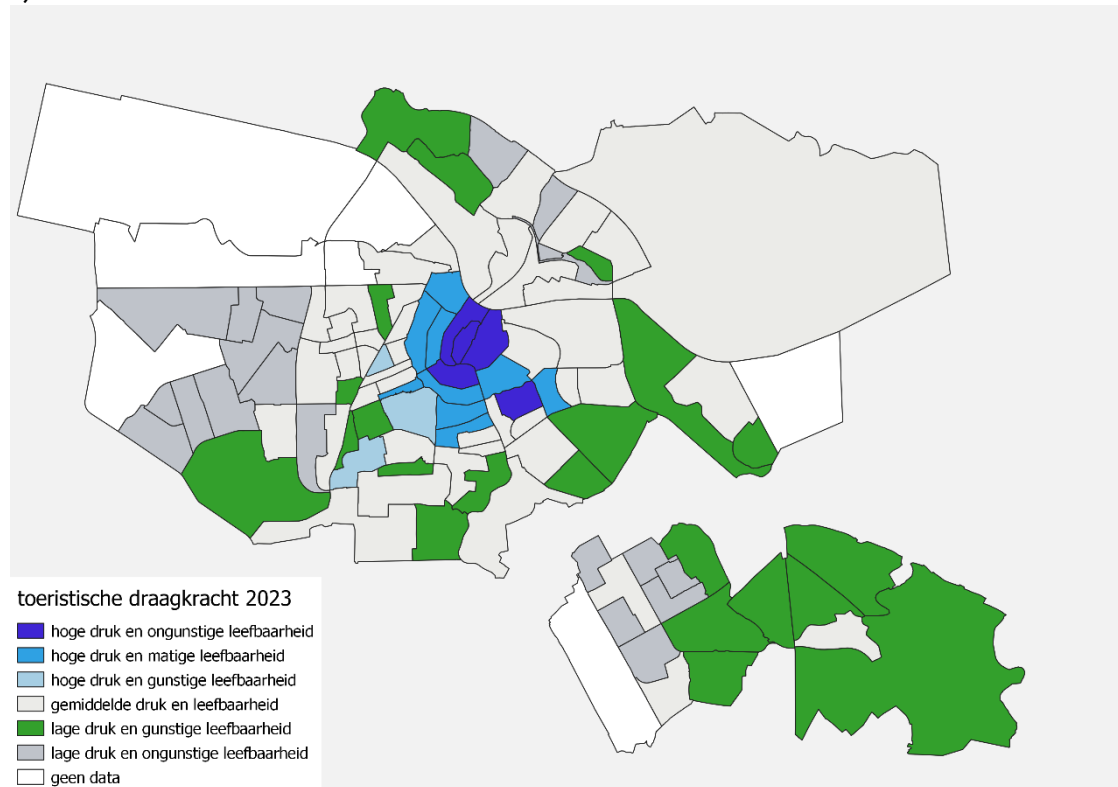 toeristische draagkracht 2023
hoge druk en ongunstige leefbaarheid
hoge druk en matige leefbaarheid
hoge druk en gunstige leefbaarheid
gemiddelde druk en leefbaarheid
lage druk en gunstige leefbaarheid
lage druk en ongunstige leefbaarheid
geen data